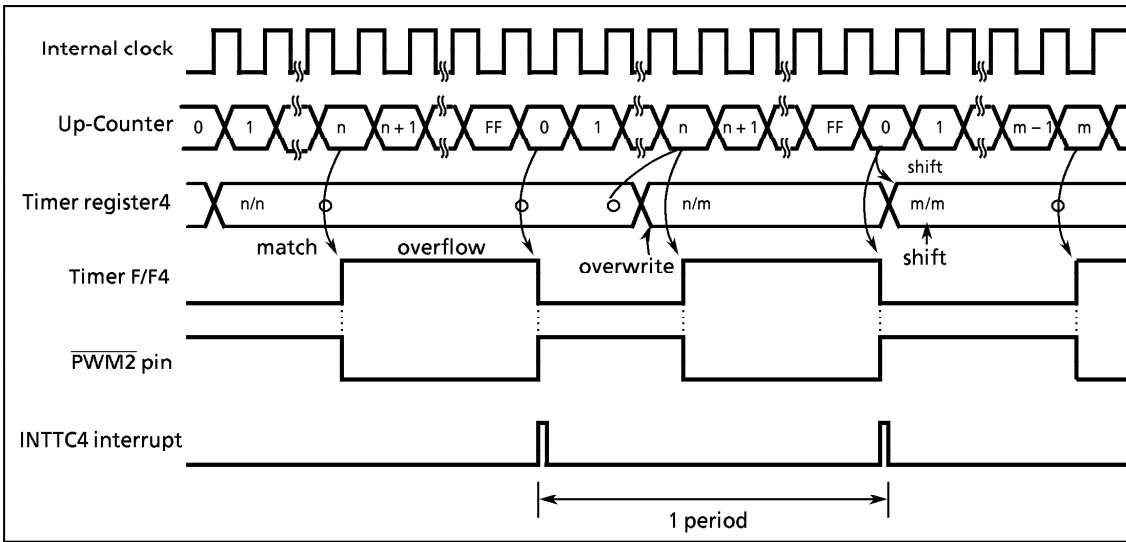 Internal clock
Up-Counter 0 1 n n + 1 FF 0 1 n n + 1 FF 0 1 m − 1 m
shift
Timer register4 n/n n/m m/m
match overflow overwrite shift
Timer F/F4
PWM2 pin
INTTC4 interrupt
1 period